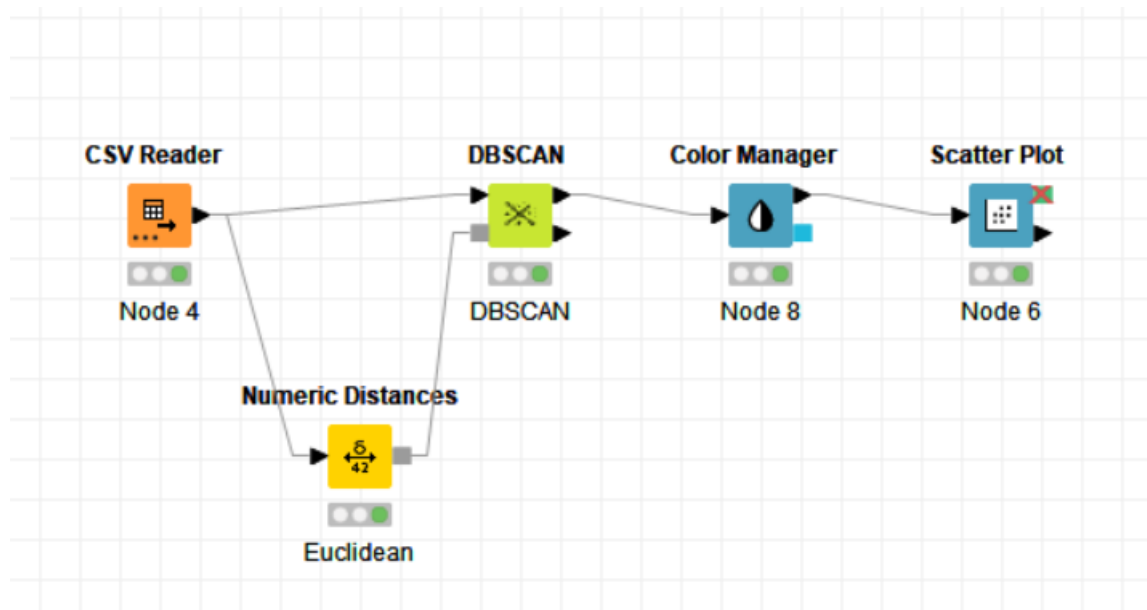 CSV Reader
DBSCAN
Color Manager
Scatter Plot
Node 4
DBSCAN
Node 8
Node 6
Numeric Distances
δ
42
Euclidean